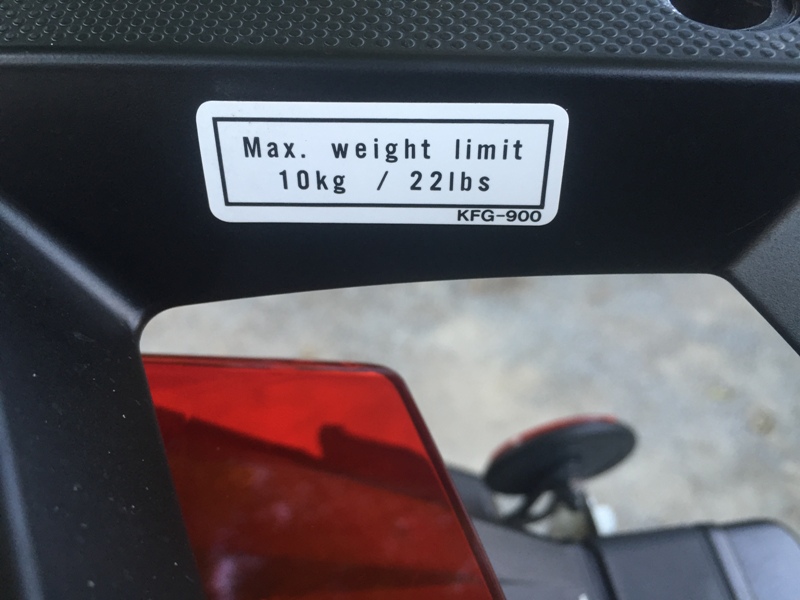 Max. weight limit
10kg / 22lbs
KFG-900